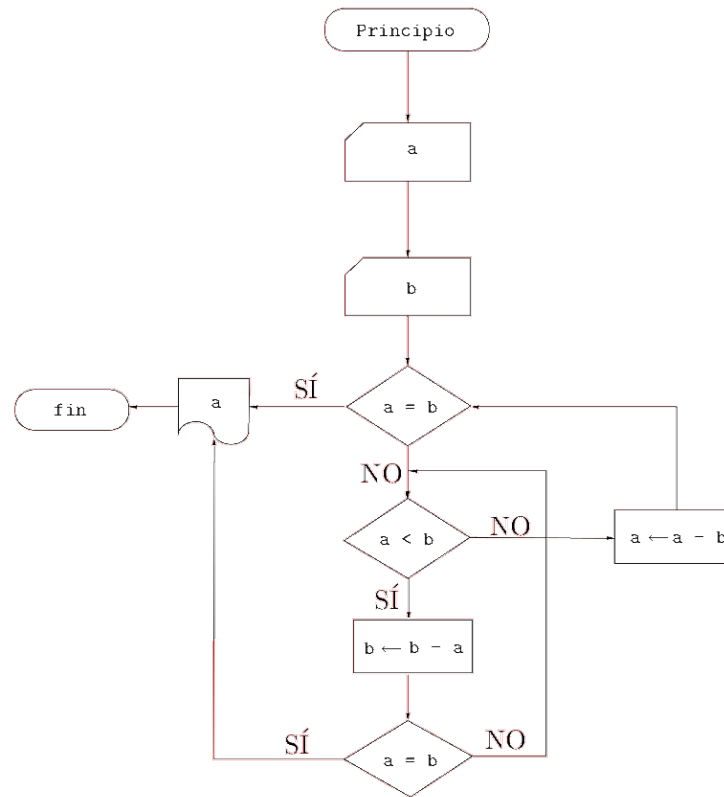 Principio
a
b
a = b
SÍ
a
fin
NO
a < b
NO
a ← a - b
SÍ
b ← b - a
a = b
SÍ
NO